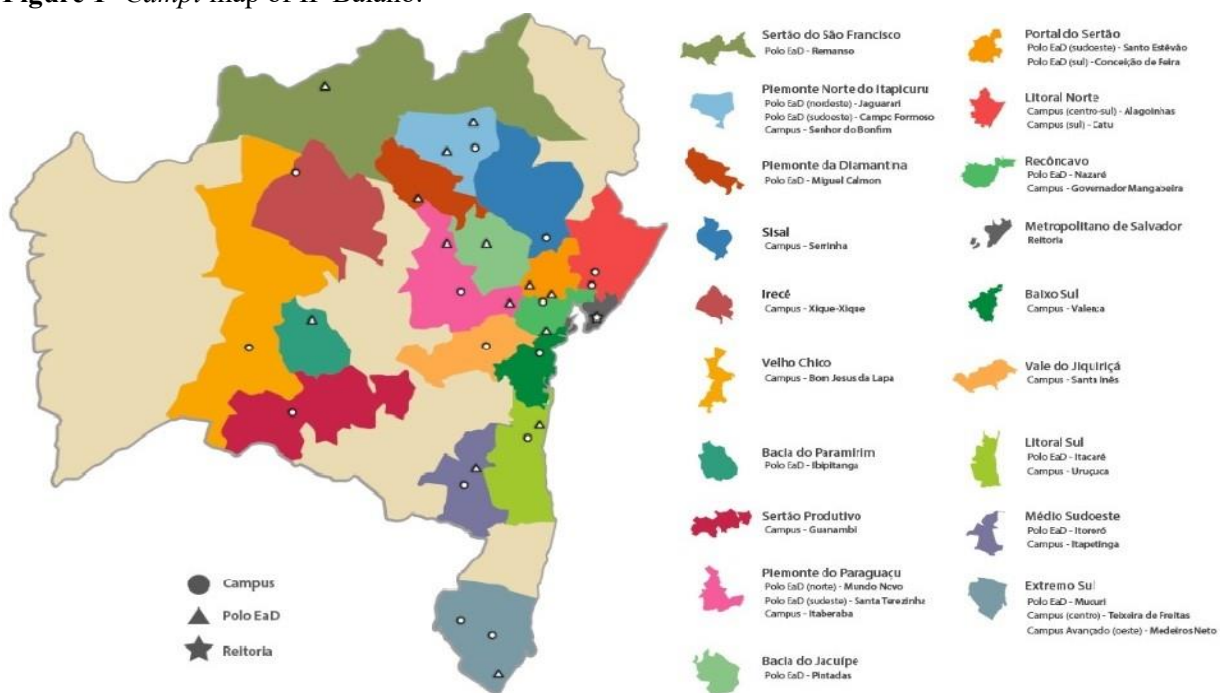 Figure 1- Campi map of IF Baiano.
Sertão do São Francisco
Polo EaD - Remanso
Piemonte Norte do Itapicuru
Polo EaD (nordeste) - Jaguarari
Polo EaD (sudoeste) - Campo Formoso
Campus - Senhor do Bonfim
Piemonte da Diamantina
Polo EaD - Miguel Calmon
Sisal
Campus - Serrinha
Irecê
Campus - Xique-Xique
Velho Chico
Campus - Bom Jesus da Lapa
Bacia do Paramirim
Polo EaD - Ibipitanga
Sertão Produtivo
Campus - Guanambi
Piemonte do Paraguaçu
Polo EaD (norte) - Mundo Novo
Polo EaD (sudeste) - Santa Terezinha
Campus - Itaberaba
Bacia do Jacuípe
Polo EaD - Pintadas
Portal do Sertão
Polo EaD (sudoeste) - Santo Estêvão
Polo EaD (sul) - Conceição de Feira
Litoral Norte
Campus (centro-sul) - Alagoinhas
Campus (sul) - Catu
Recôncavo
Polo EaD - Nazaré
Campus - Governador Mangabeira
Metropolitano de Salvador
Reitoria
Baixo Sul
Campus - Valença
Vale do Jiquiriçá
Campus - Santa Inês
Litoral Sul
Polo EaD - Itacaré
Campus - Uruçuca
Médio Sudoeste
Polo EaD - Itororó
Campus - Itapetinga
Extremo Sul
Polo EaD - Mucuri
Campus (centro) - Teixeira de Freitas
Campus Avançado (oeste) - Medeiros Neto
Campus
Polo EaD
Reitoria